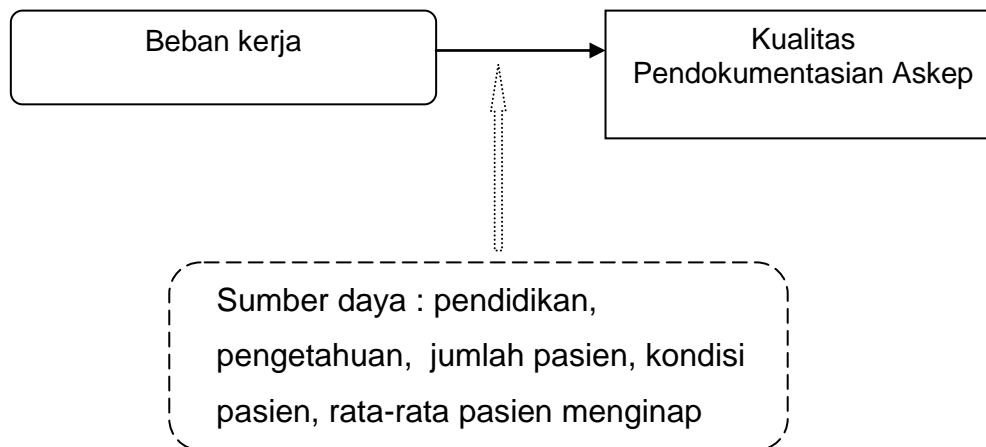 Beban kerja
Kualitas
Pendokumentasian Askep
Sumber daya : pendidikan,
pengetahuan, jumlah pasien, kondisi
pasien, rata-rata pasien menginap